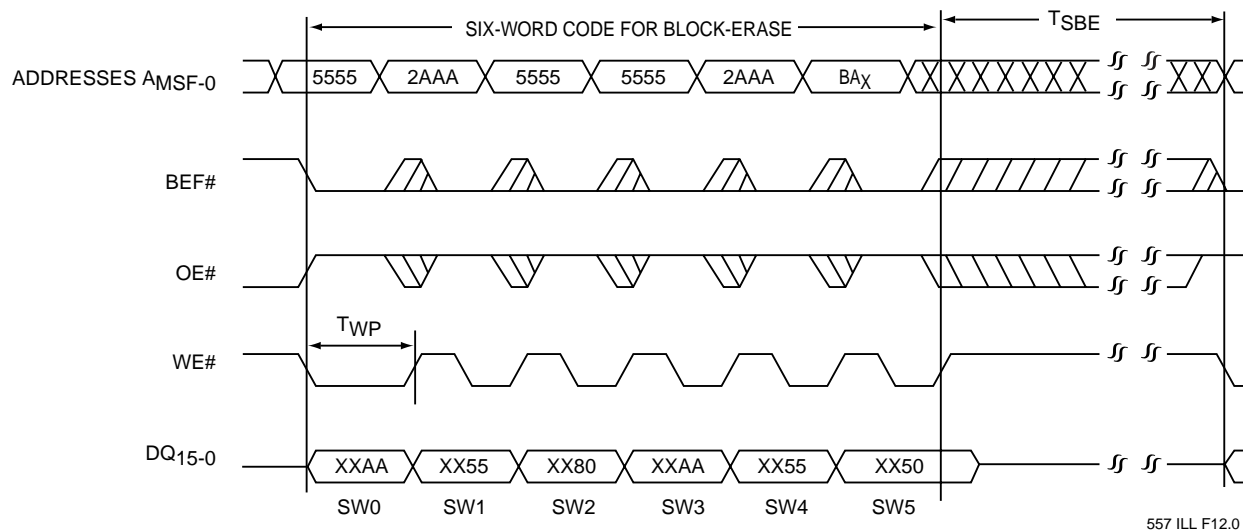 SIX-WORD CODE FOR BLOCK-ERASE TSBE
ADDRESSES AMSF-0 5555 2AAA 5555 5555 2AAA BAX
BEF#
OE#
TWP
WE#
DQ15-0 XXAA XX55 XX80 XXAA XX55 XX50
SW0 SW1 SW2 SW3 SW4 SW5
557 ILL F12.0